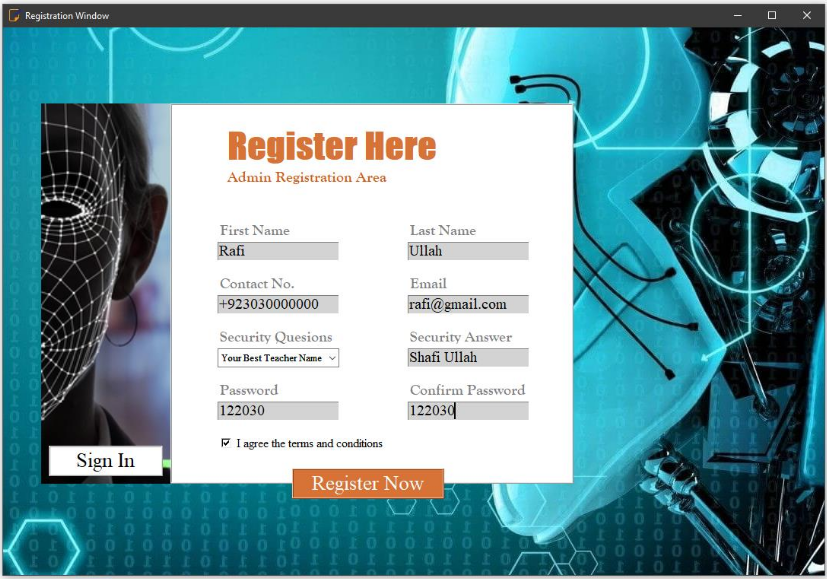 Registration Window
Register Here
Admin Registration Area
First Name Last Name
Rafi Ullah
Contact No. Email
+923030000000 rafi@gmail.com
Security Quesions Security Answer
Your Best Teacher Name Shafi Ullah
Password Confirm Password
122030 122030
I agree the terms and conditions
Sign In
Register Now